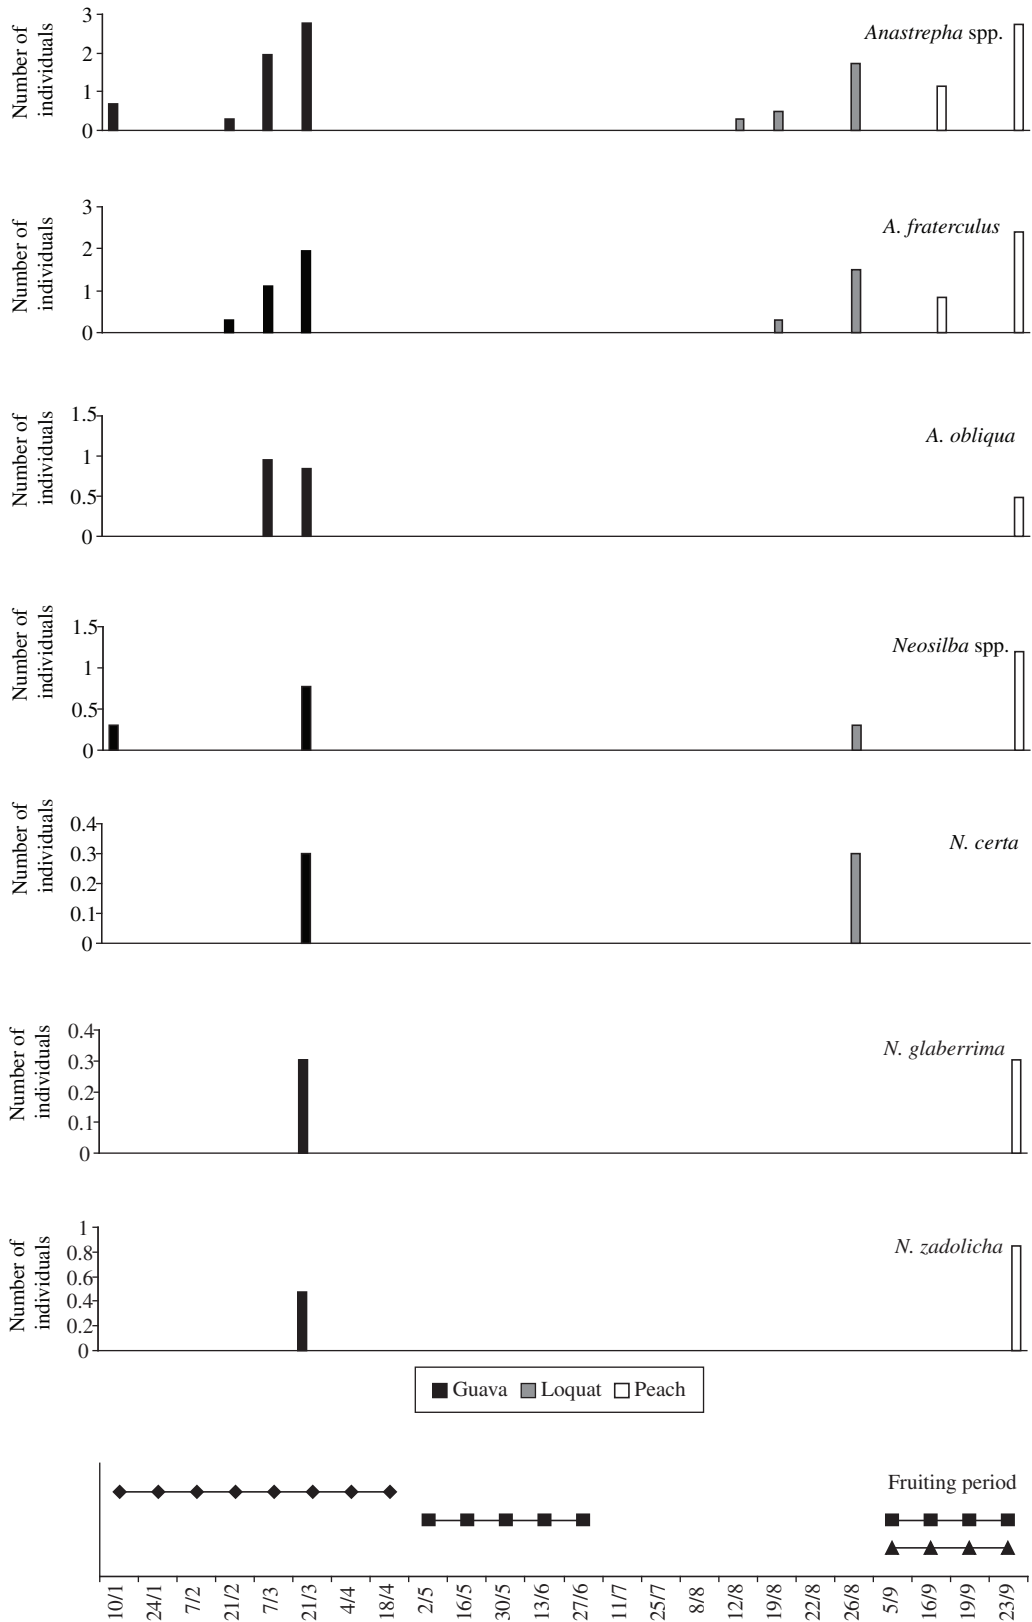 Number of
individuals
3
2
1
0
Anastrepha spp.
Number of
individuals
3
2
1
0
A. fraterculus
Number of
individuals
1.5
1
0.5
0
A. obliqua
Number of
individuals
1.5
1
0.5
0
Neosilba spp.
Number of
individuals
0.4
0.3
0.2
0.1
0
N. certa
Number of
individuals
0.4
0.3
0.2
0.1
0
N. glaberrima
Number of
individuals
1
0.8
0.6
0.4
0.2
0
N. zadolicha
Guava Loquat Peach
Fruiting period
10/1
24/1
7/2
21/2
7/3
21/3
4/4
18/4
2/5
16/5
30/5
13/6
27/6
11/7
25/7
8/8
12/8
19/8
22/8
26/8
5/9
16/9
19/9
23/9